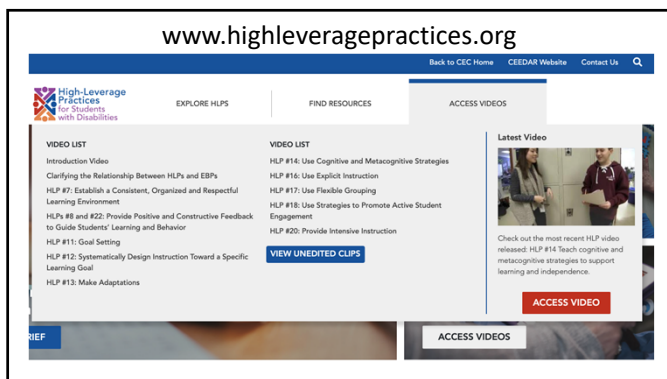 www.highleveragepractices.org
Back to CEC Home CEEDAR Website Contact Us
High-Leverage
Practices
for Students
with Disabilities
EXPLORE HLPS
FIND RESOURCES
ACCESS VIDEOS
VIDEO LIST
Introduction Video
Clarifying the Relationship Between HLPs and EBPs
HLP #7: Establish a Consistent, Organized and Respectful
Learning Environment
HLPs #8 and #22: Provide Positive and Constructive Feedback
to Guide Students' Learning and Behavior
HLP #11: Goal Setting
HLP #12: Systematically Design Instruction Toward a Specific
Learning Goal
HLP #13: Make Adaptations
VIDEO LIST
HLP #14: Use Cognitive and Metacognitive Strategies
HLP #16: Use Explicit Instruction
HLP #17: Use Flexible Grouping
HLP #18: Use Strategies to Promote Active Student
Engagement
HLP #20: Provide Intensive Instruction
VIEW UNEDITED CLIPS
Latest Video
Check out the most recent HLP video
released: HLP #14 Teach cognitive and
metacognitive strategies to support
learning and independence.
ACCESS VIDEO
ACCESS VIDEOS